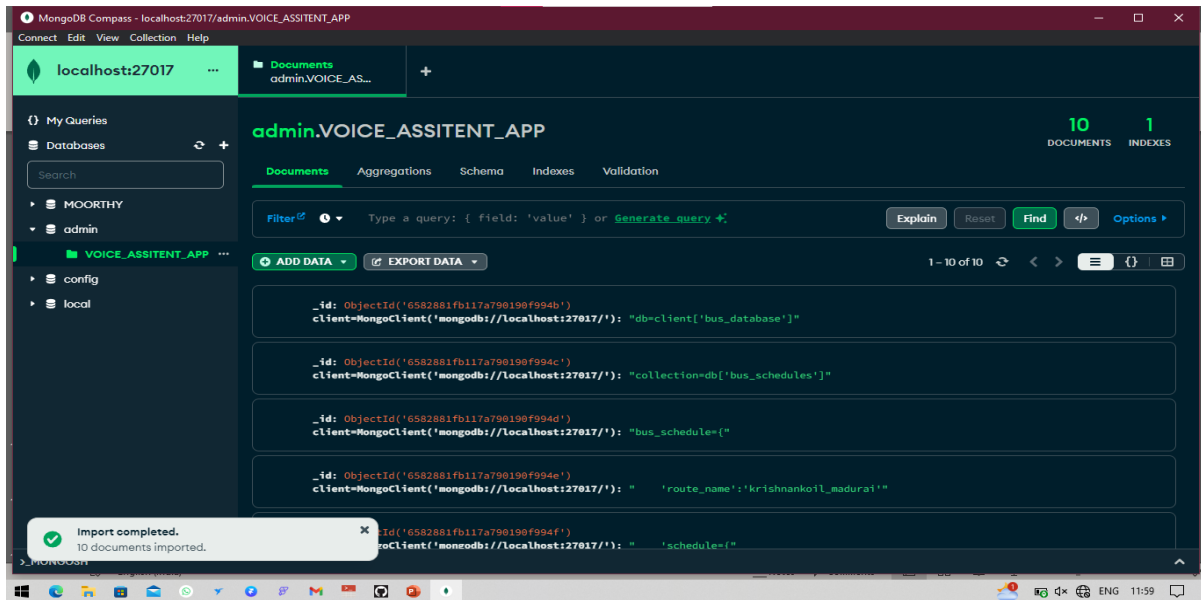 MongoDB Compass - localhost:27017/admin.VOICE_ASSITENT_APP
Connect Edit View Collection Help
localhost:27017 ...
Documents
admin.VOICE_AS...
+
{} My Queries
Databases
Search
MOORTHY
admin
VOICE_ASSITENT_APP ...
config
local
admin.VOICE_ASSITENT_APP
10
DOCUMENTS
1
INDEXES
Documents Aggregations Schema Indexes Validation
Filter Type a query: { field: 'value' } or Generate query Explain Reset Find </> Options
ADD DATA EXPORT DATA 1 – 10 of 10 {}
_id: ObjectId('6582881fb117a790190f994b')
client=MongoClient('mongodb://localhost:27017/'): "db=client['bus_database']"
_id: ObjectId('6582881fb117a790190f994c')
client=MongoClient('mongodb://localhost:27017/'): "collection=db['bus_schedules']"
_id: ObjectId('6582881fb117a790190f994d')
client=MongoClient('mongodb://localhost:27017/'): "bus_schedule={"
_id: ObjectId('6582881fb117a790190f994e')
client=MongoClient('mongodb://localhost:27017/'): "    'route_name':'krishnankoil_madurai'"
tId('6582881fb117a790190f994f')
goClient('mongodb://localhost:27017/'): "    'schedule={"
Import completed.
10 documents imported.
>_MONGOSH
ENG 11:59